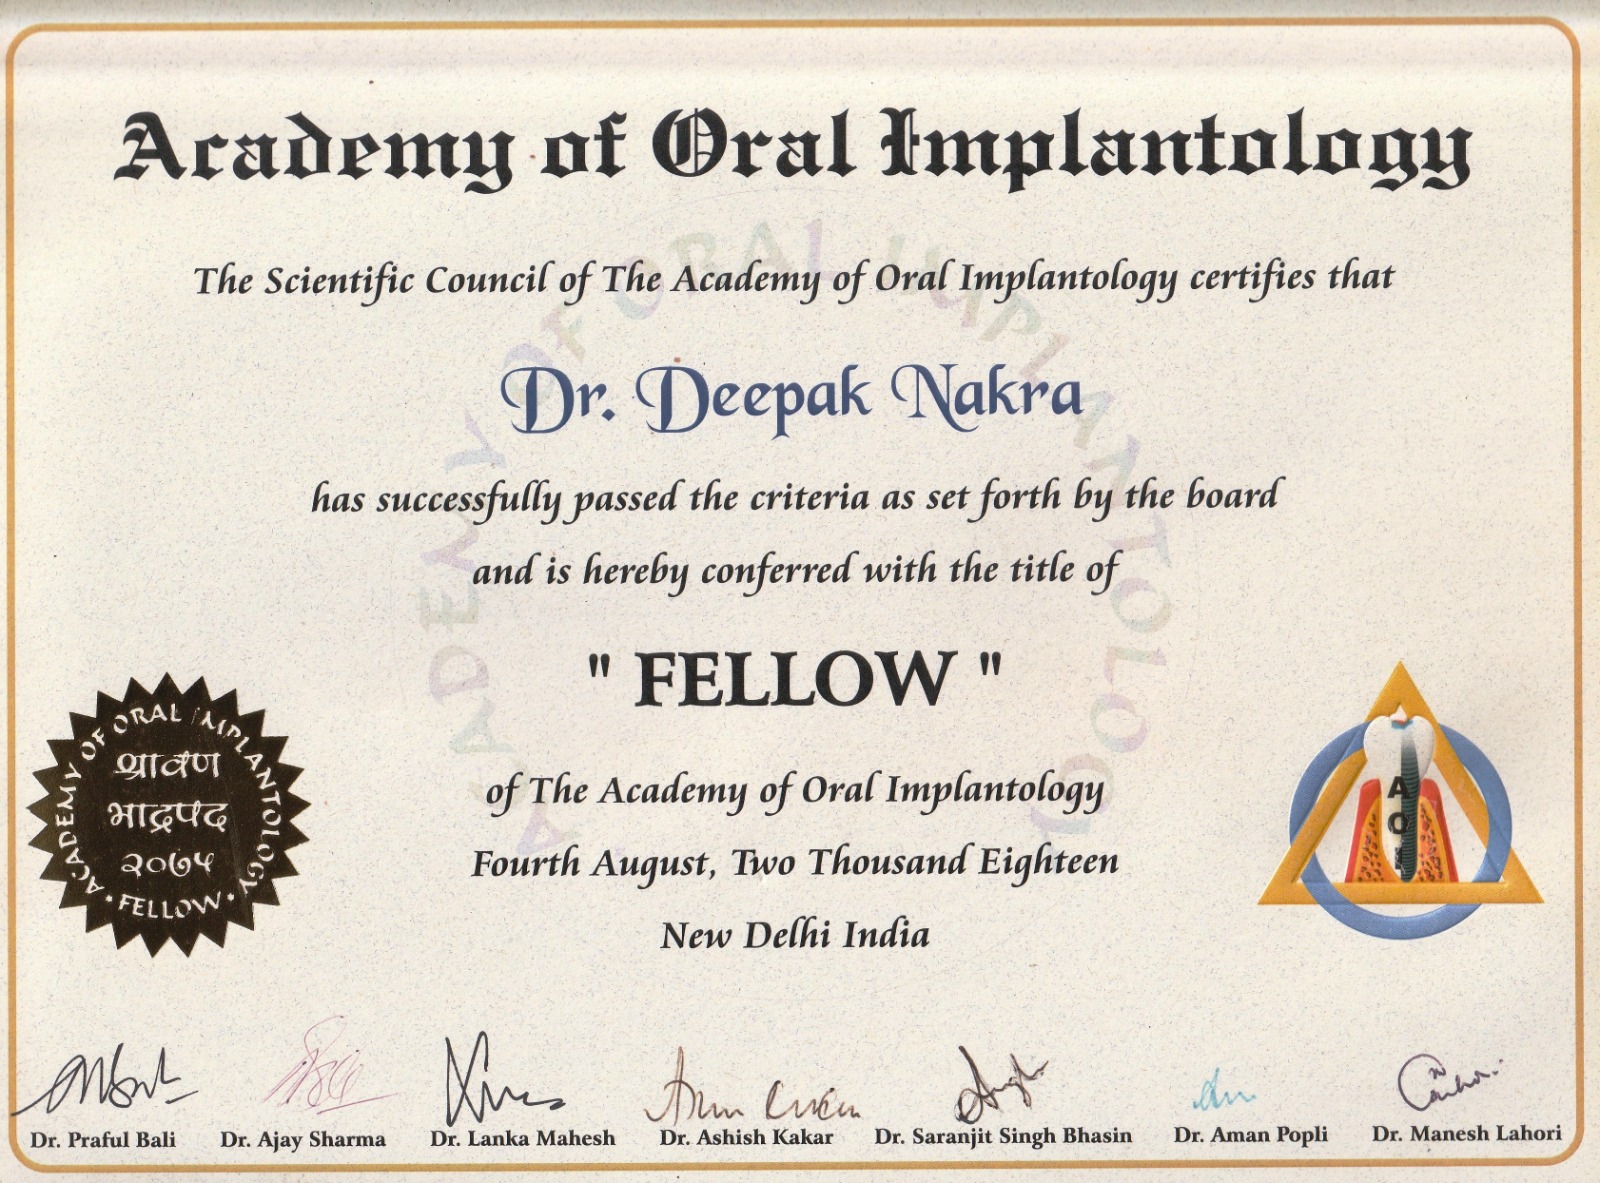 Academy of Oral Implantology
The Scientific Council of The Academy of Oral Implantology certifies that
Dr. Deepak Nakra
has successfully passed the criteria as set forth by the board
and is hereby conferred with the title of
" FELLOW "
of The Academy of Oral Implantology
Fourth August, Two Thousand Eighteen
New Delhi India
ACADEMY OF ORAL IMPLANTOLOGY
श्रावण
भाद्रपद
२०७५
• FELLOW •
ACADEMY OF ORAL IMPLANTOLOGY
A
O
I
Dr. Praful Bali
Dr. Ajay Sharma
Dr. Lanka Mahesh
Dr. Ashish Kakar
Dr. Saranjit Singh Bhasin
Dr. Aman Popli
Dr. Manesh Lahori